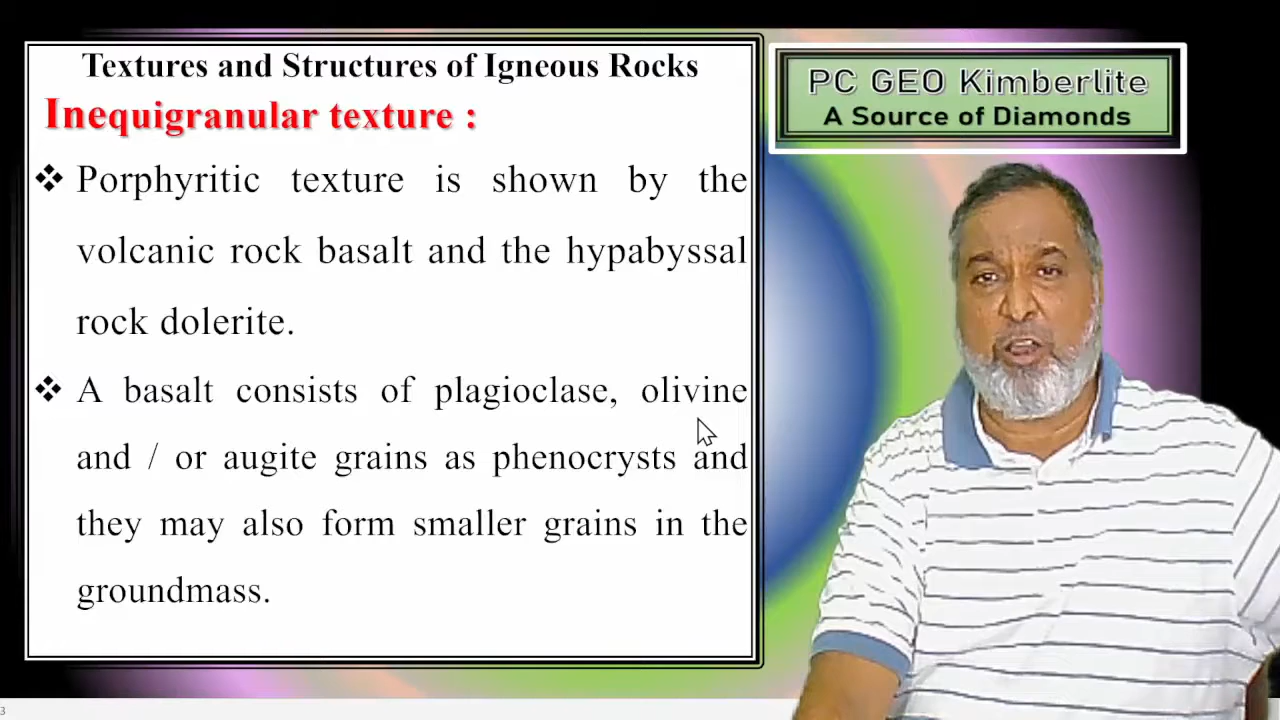 Textures and Structures of Igneous Rocks
Inequigranular texture :
❖ Porphyritic texture is shown by the
volcanic rock basalt and the hypabyssal
rock dolerite.
❖ A basalt consists of plagioclase, olivine
and / or augite grains as phenocrysts and
they may also form smaller grains in the
groundmass.
PC GEO Kimberlite
A Source of Diamonds
3